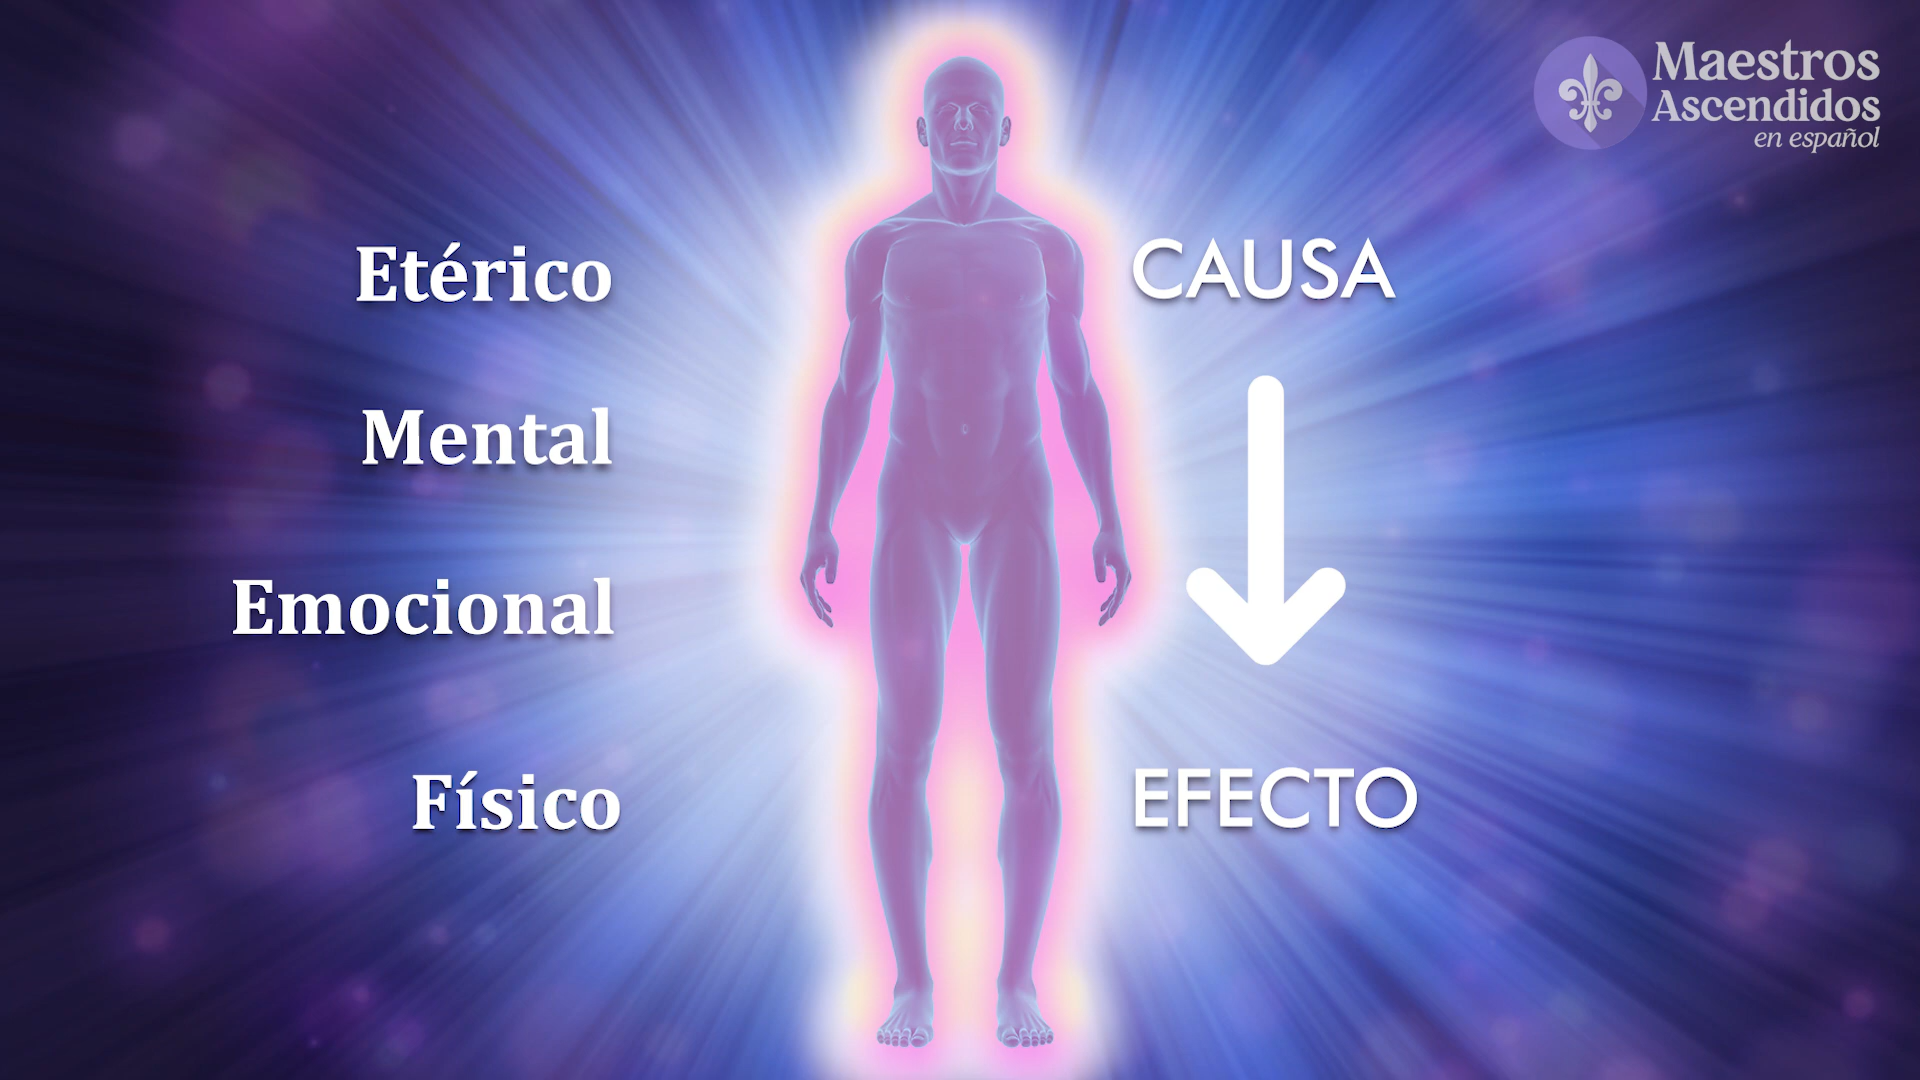 Maestros
Ascendidos
en español
Etérico
CAUSA
Mental
Emocional
Físico
EFECTO